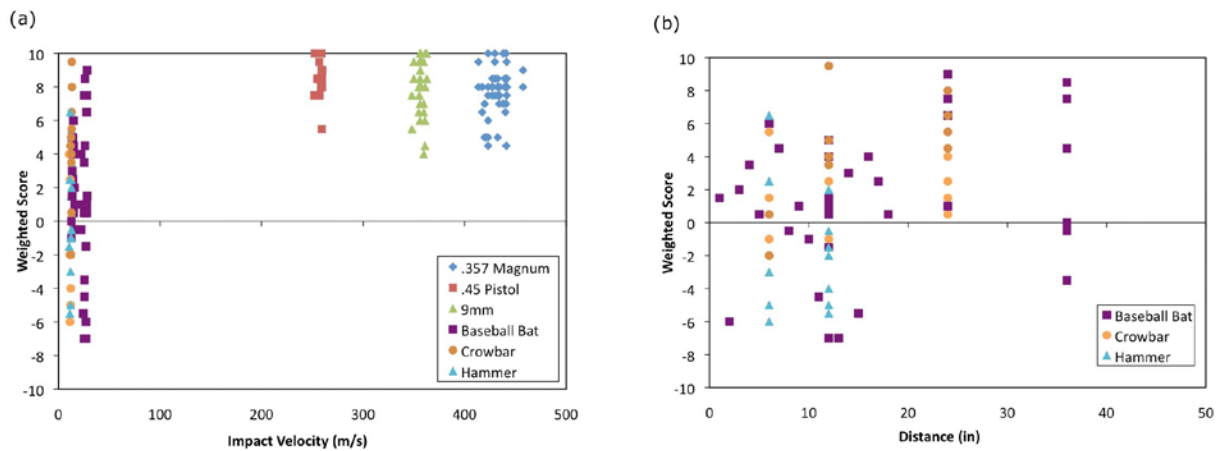 (a)
10
8
6
4
2
0
-2
-4
-6
-8
-10
Weighted Score
0
100
200
300
400
500
Impact Velocity (m/s)
.357 Magnum
.45 Pistol
9mm
Baseball Bat
Crowbar
Hammer
(b)
10
8
6
4
2
0
-2
-4
-6
-8
-10
Weighted Score
0
10
20
30
40
50
Distance (in)
Baseball Bat
Crowbar
Hammer